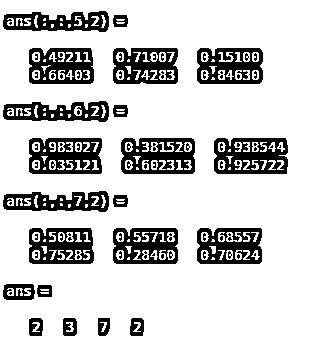 ans(:,:,5,2) =
0.49211 0.71807 0.15100
0.66403 0.74283 0.84630
ans(:,:,6,2) =
0.983027 0.381520 0.938544
0.035121 0.602313 0.925722
ans(:,:,7,2) =
0.50811 0.55718 0.68557
0.75285 0.28460 0.70624
ans =
2 3 7 2